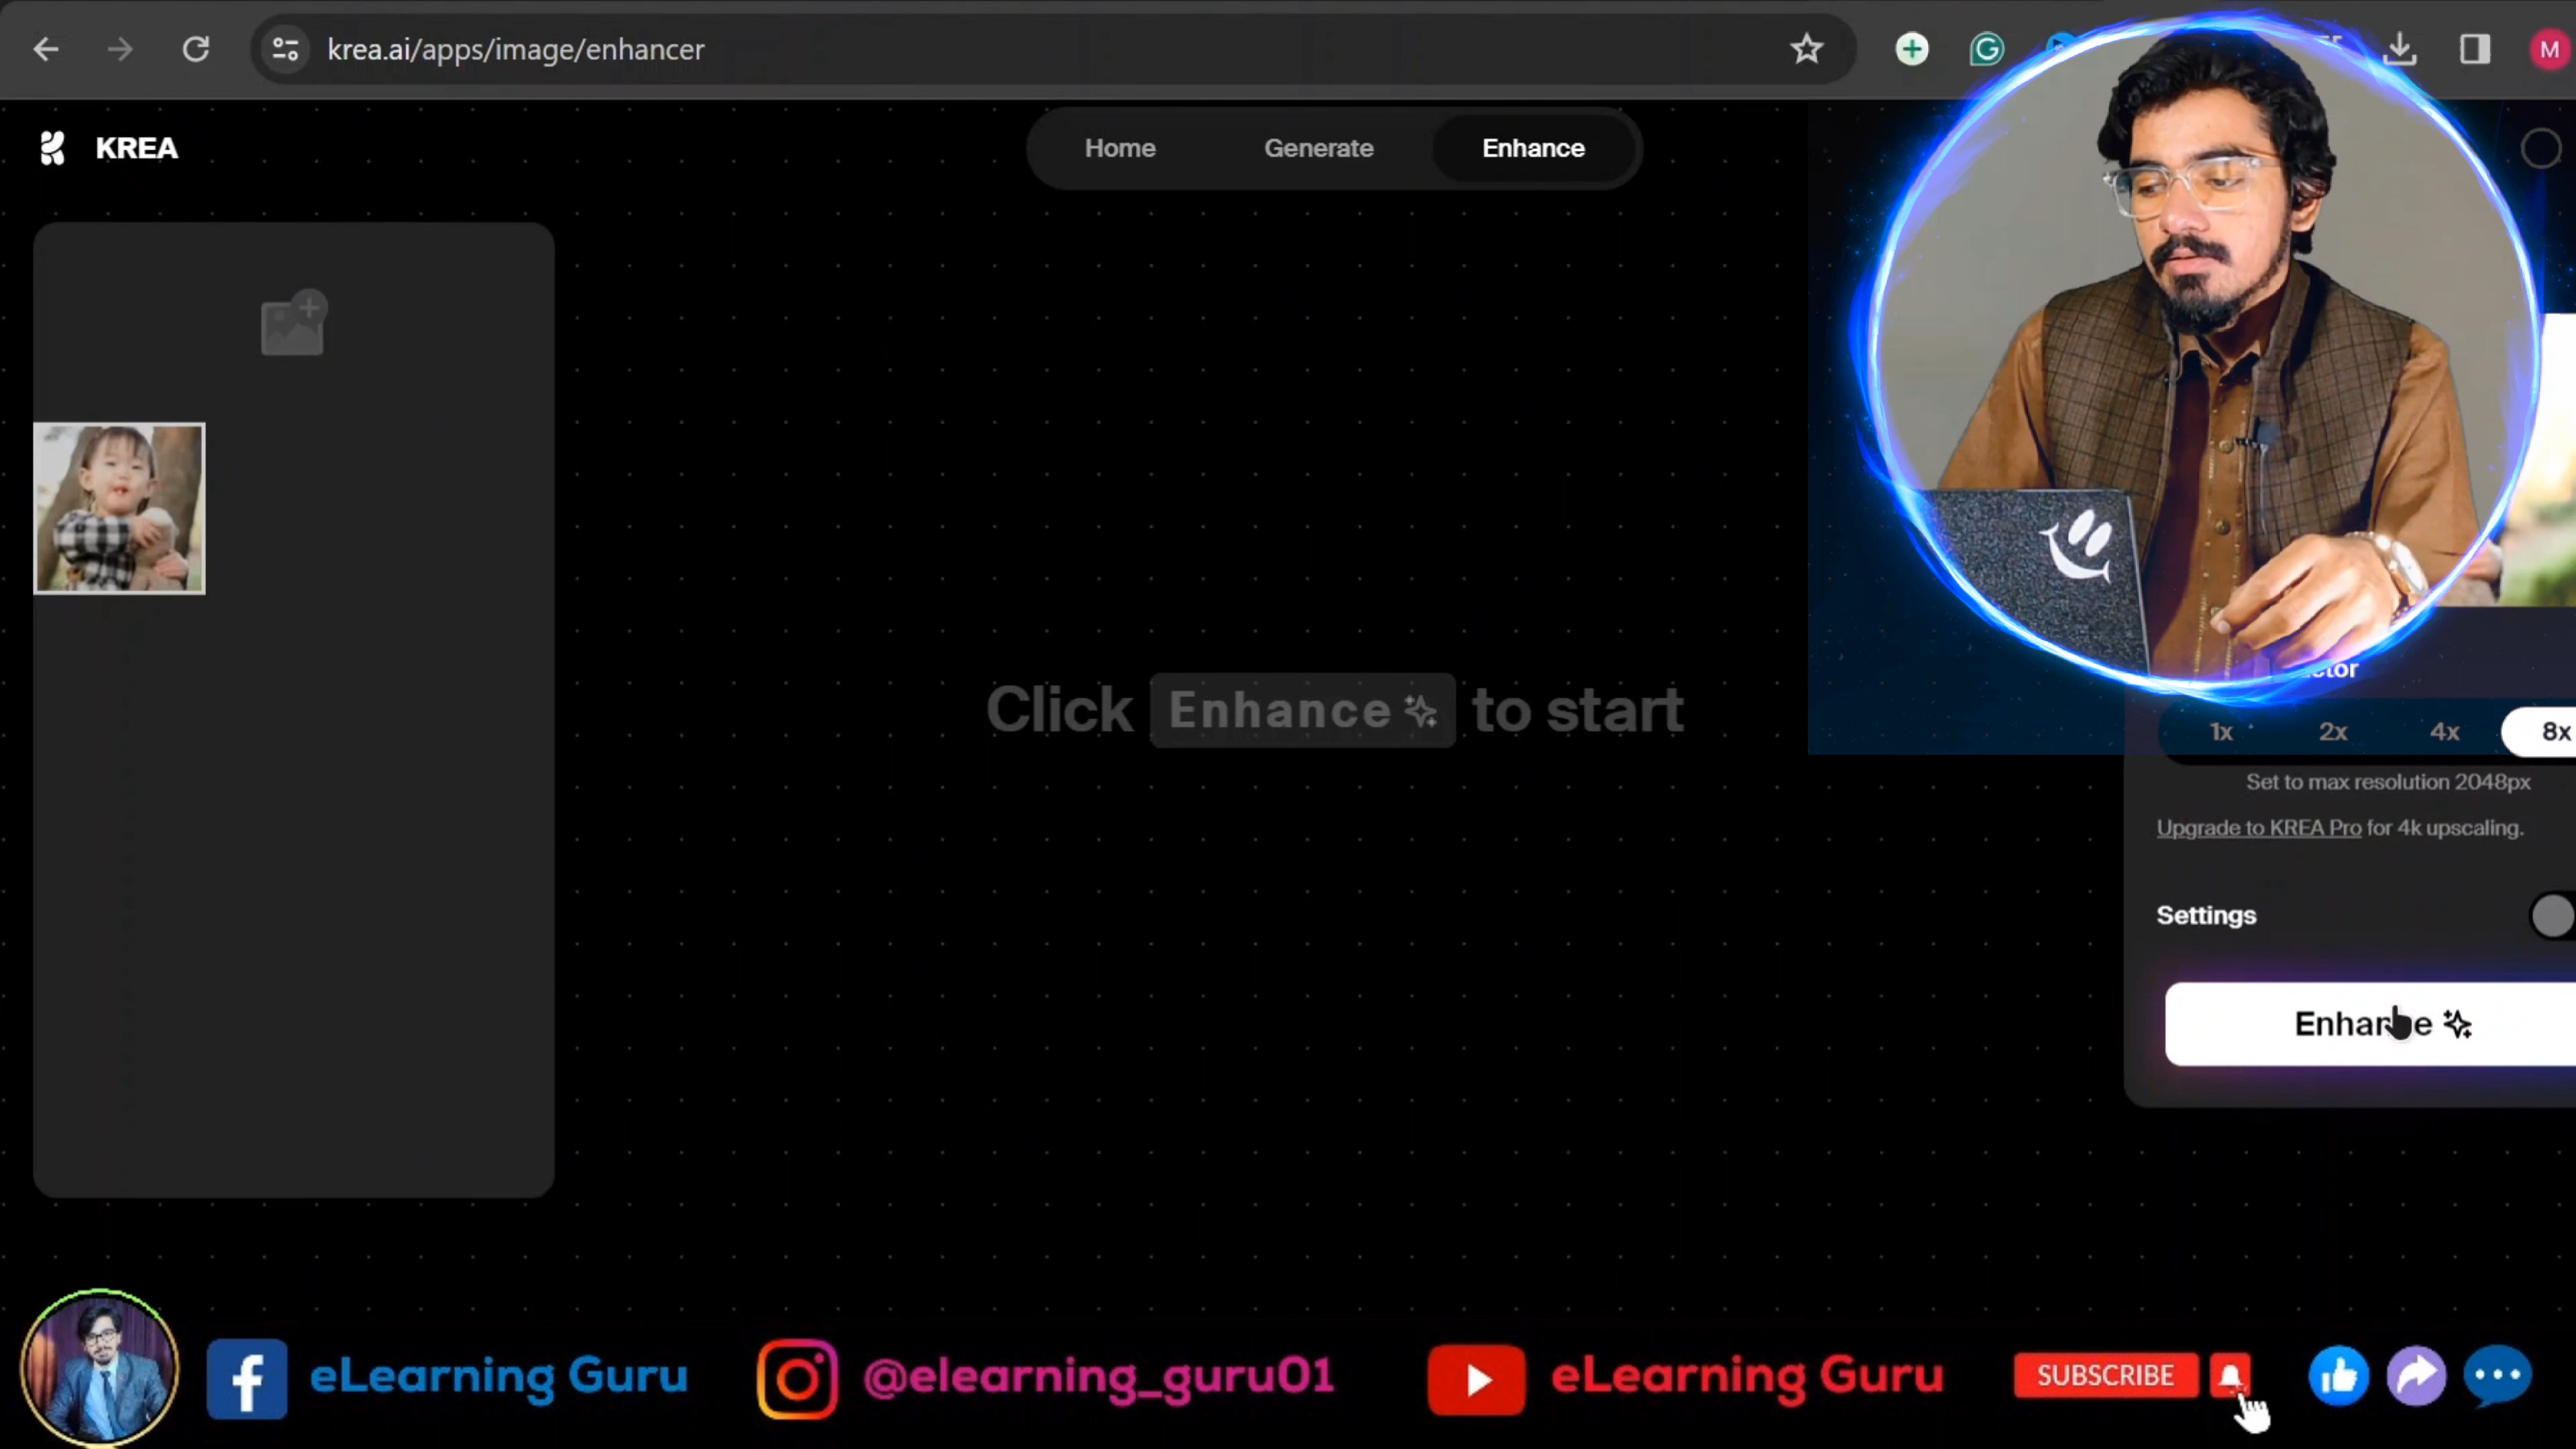 krea.ai/apps/image/enhancer
M
KREA
Home
Generate
Enhance
Click Enhance to start
1x
2x
4x
8x
Set to max resolution 2048px
Upgrade to KREA Pro for 4k upscaling.
Settings
Enhance
eLearning Guru
@elearning_guru01
eLearning Guru
SUBSCRIBE